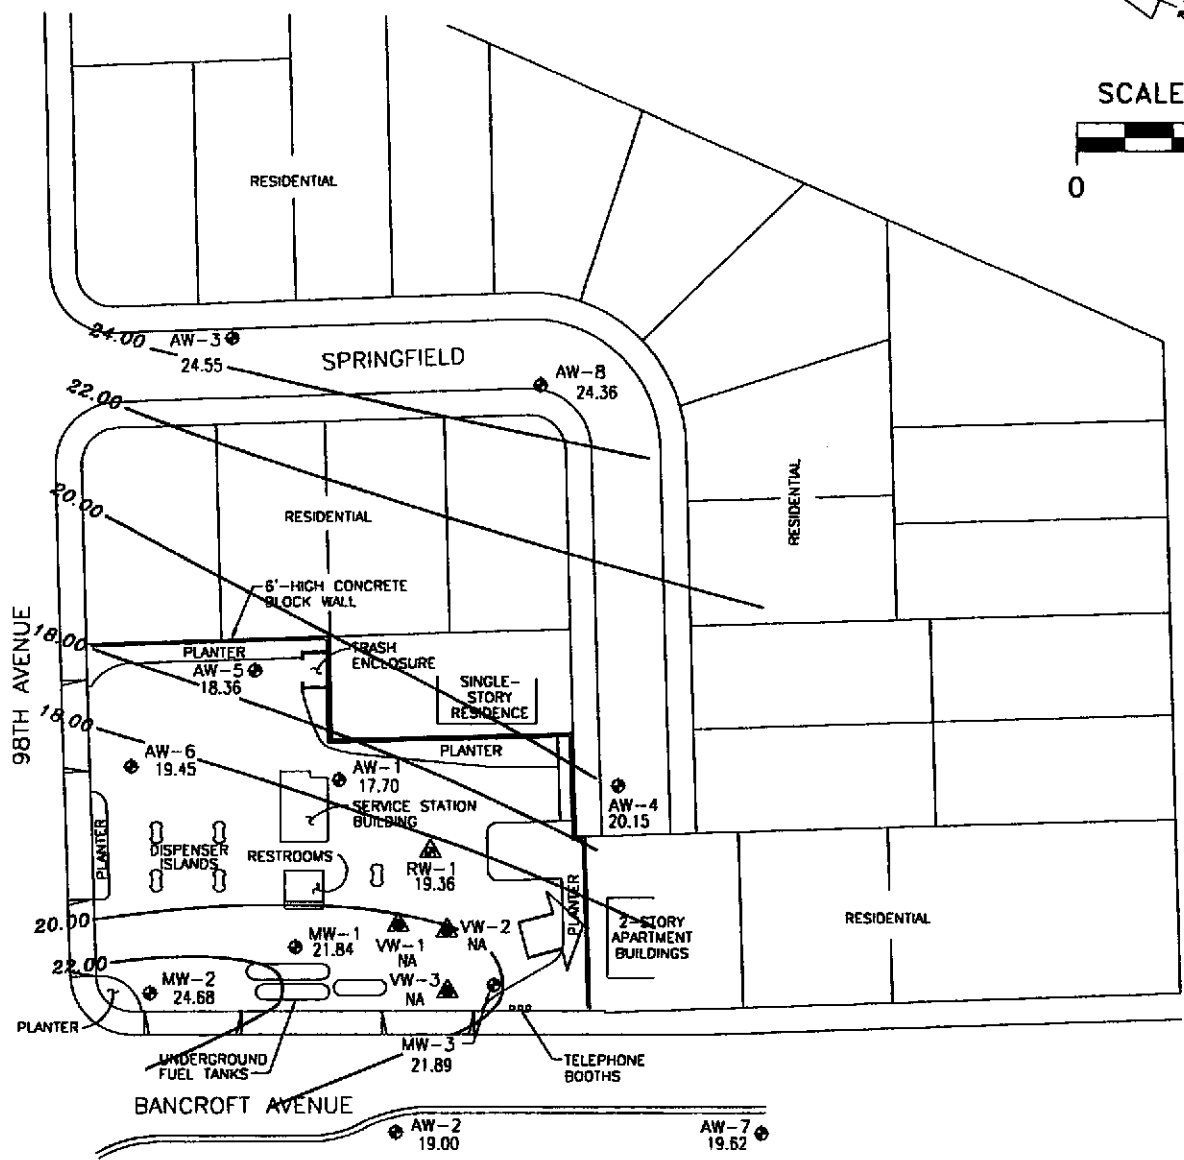 SCALE
0
RESIDENTIAL
24.00
AW-3
24.55
SPRINGFIELD
AW-8
24.36
22.00
20.00
RESIDENTIAL
RESIDENTIAL
6'-HIGH CONCRETE
BLOCK WALL
98TH AVENUE
18.00
PLANTER
TRASH
ENCLOSURE
AW-5
18.36
SINGLE-
STORY
RESIDENCE
18.00
PLANTER
AW-6
19.45
AW-1
17.70
SERVICE STATION
BUILDING
AW-4
20.15
PLANTER
DISPENSER
ISLANDS
RESTROOMS
RW-1
19.36
PLANTER
20.00
MW-1
21.84
VW-1
NA
VW-2
NA
2-STORY
APARTMENT
BUILDINGS
RESIDENTIAL
22.00
MW-2
24.68
VW-3
NA
PLANTER
UNDERGROUND
FUEL TANKS
MW-3
21.89
TELEPHONE
BOOTHS
BANCROFT AVENUE
AW-2
19.00
AW-7
19.62